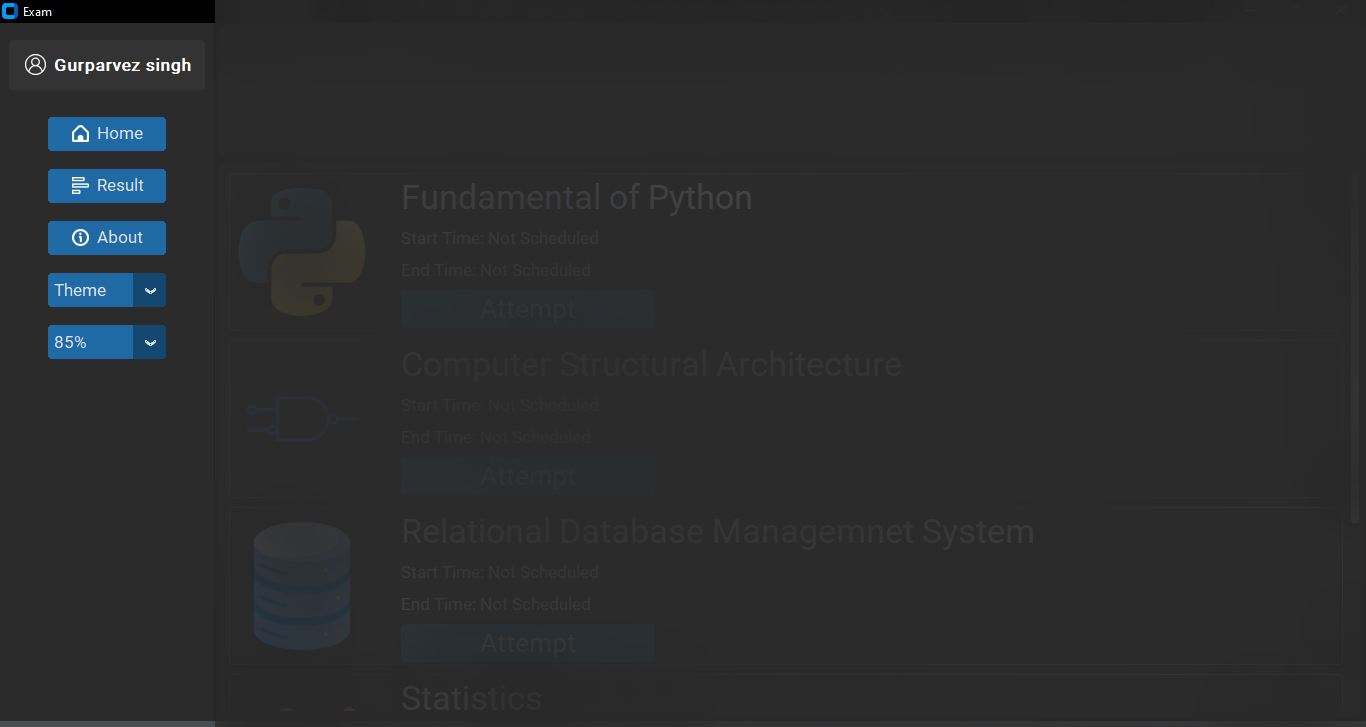 Exam
Gurparvez singh
Home
Result
About
Theme
85%
Fundamental of Python
Start Time: Not Scheduled
End Time: Not Scheduled
Attempt
Computer Structural Architecture
Start Time: Not Scheduled
End Time: Not Scheduled
Attempt
Relational Database Managemnet System
Start Time: Not Scheduled
End Time: Not Scheduled
Attempt
Statistics